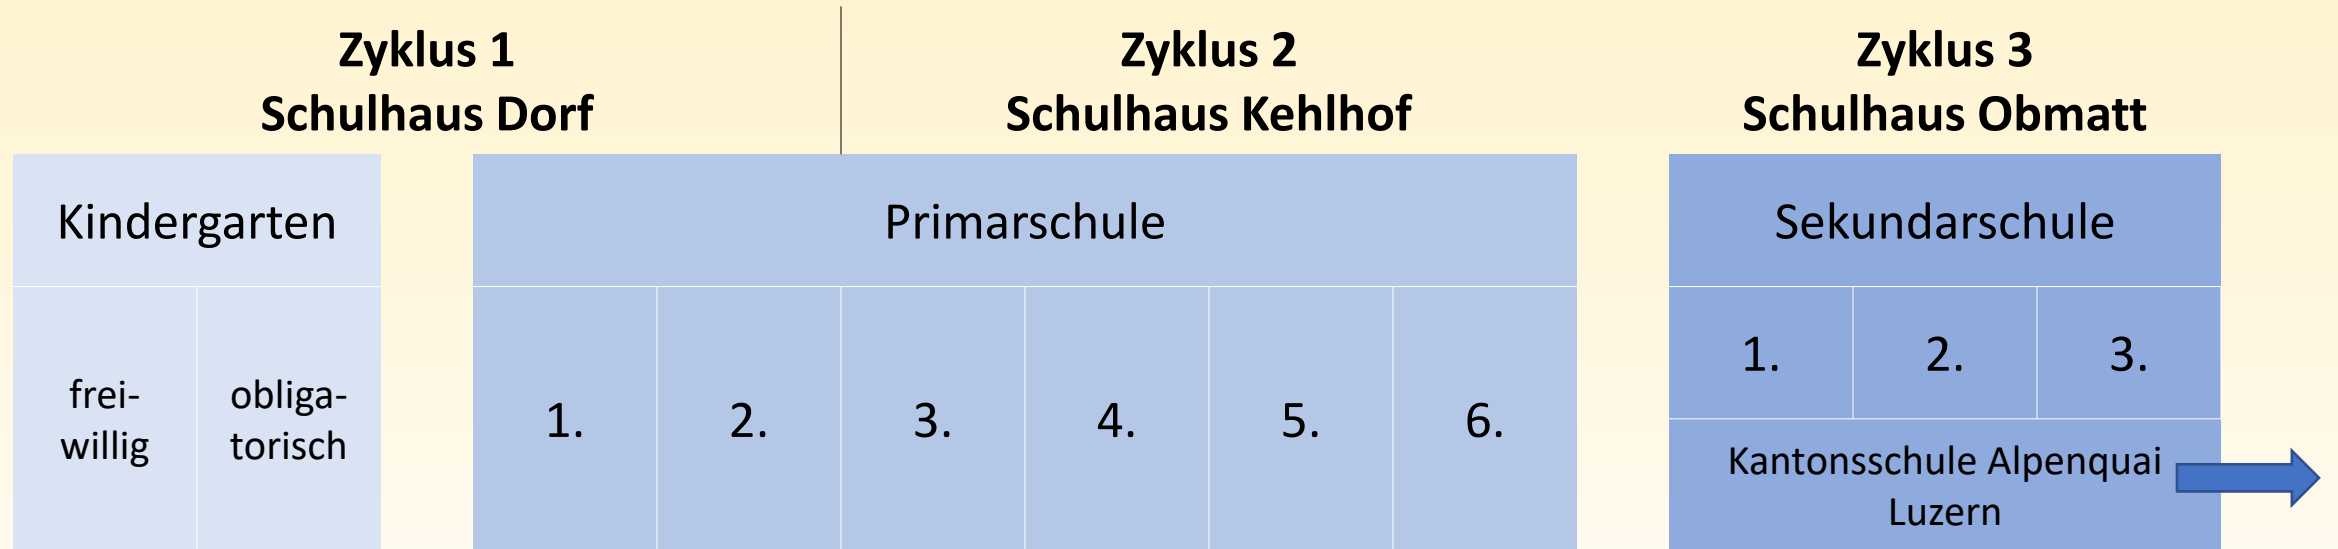 Zyklus 1
Schulhaus Dorf
Zyklus 2
Schulhaus Kehlhof
Zyklus 3
Schulhaus Obmatt
Kindergarten
Primarschule
Sekundarschule
frei-
willig
obliga-
torisch
1.
2.
3.
4.
5.
6.
1.
2.
3.
Kantonsschule Alpenquai
Luzern